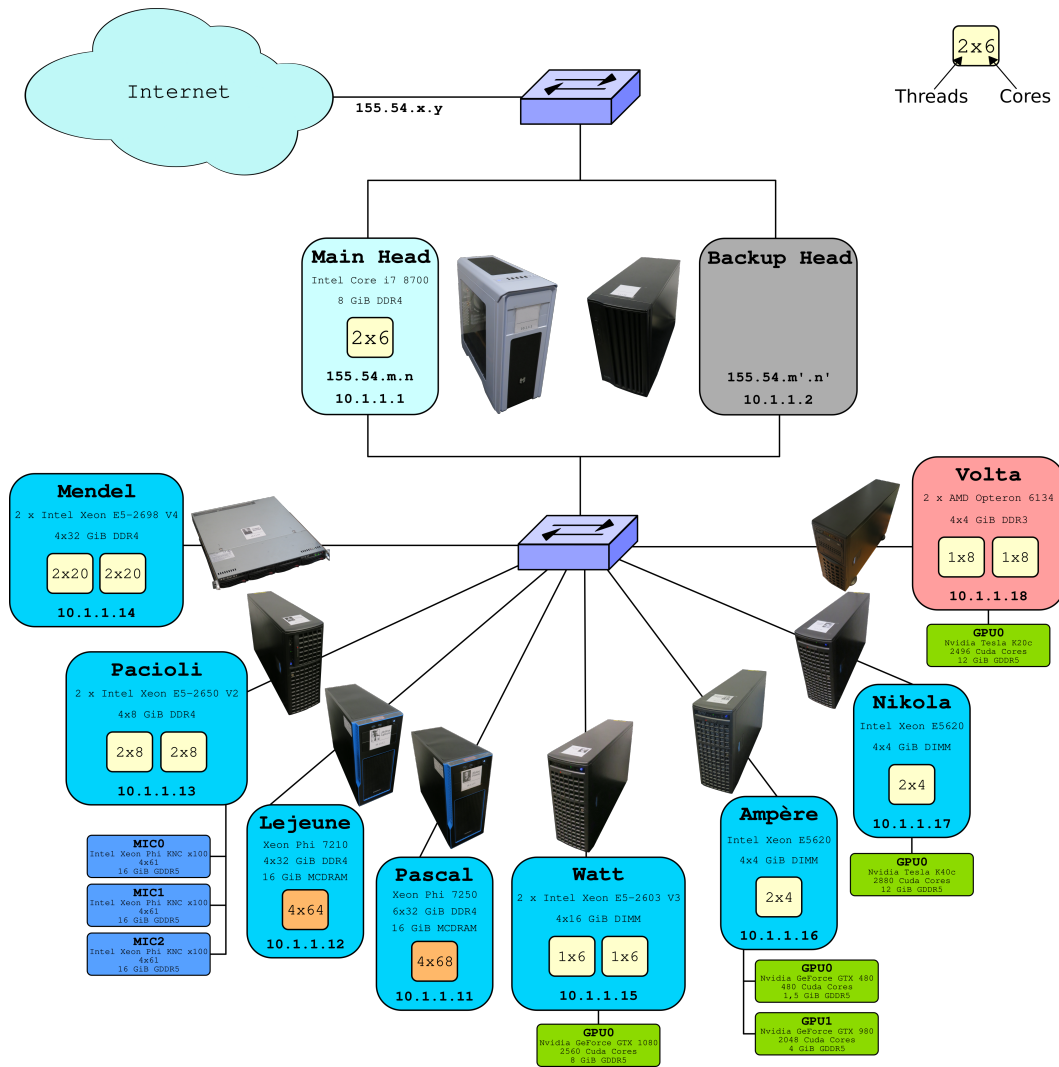 Internet
155.54.x.y
2x6
Threads
Cores
Main Head
Intel Core i7 8700
8 GiB DDR4
2x6
155.54.m.n
10.1.1.1
Backup Head
155.54.m'.n'
10.1.1.2
Mendel
2 x Intel Xeon E5-2698 V4
4x32 GiB DDR4
2x20 2x20
10.1.1.14
Volta
2 x AMD Opteron 6134
4x4 GiB DDR3
1x8 1x8
10.1.1.18
GPU0
Nvidia Tesla K20c
2496 Cuda Cores
12 GiB GDDR5
Pacioli
2 x Intel Xeon E5-2650 V2
4x8 GiB DDR4
2x8 2x8
10.1.1.13
MIC0
Intel Xeon Phi KNC x100
4x61
16 GiB GDDR5
MIC1
Intel Xeon Phi KNC x100
4x61
16 GiB GDDR5
MIC2
Intel Xeon Phi KNC x100
4x61
16 GiB GDDR5
Lejeune
Xeon Phi 7210
4x32 GiB DDR4
16 GiB MCDRAM
4x64
10.1.1.12
Pascal
Xeon Phi 7250
6x32 GiB DDR4
16 GiB MCDRAM
4x68
10.1.1.11
Watt
2 x Intel Xeon E5-2603 V3
4x16 GiB DIMM
1x6 1x6
10.1.1.15
GPU0
Nvidia GeForce GTX 1080
2560 Cuda Cores
8 GiB GDDR5
Ampère
Intel Xeon E5620
4x4 GiB DIMM
2x4
10.1.1.16
GPU0
Nvidia GeForce GTX 480
480 Cuda Cores
1,5 GiB GDDR5
GPU1
Nvidia GeForce GTX 980
2048 Cuda Cores
4 GiB GDDR5
Nikola
Intel Xeon E5620
4x4 GiB DIMM
2x4
10.1.1.17
GPU0
Nvidia Tesla K40c
2880 Cuda Cores
12 GiB GDDR5